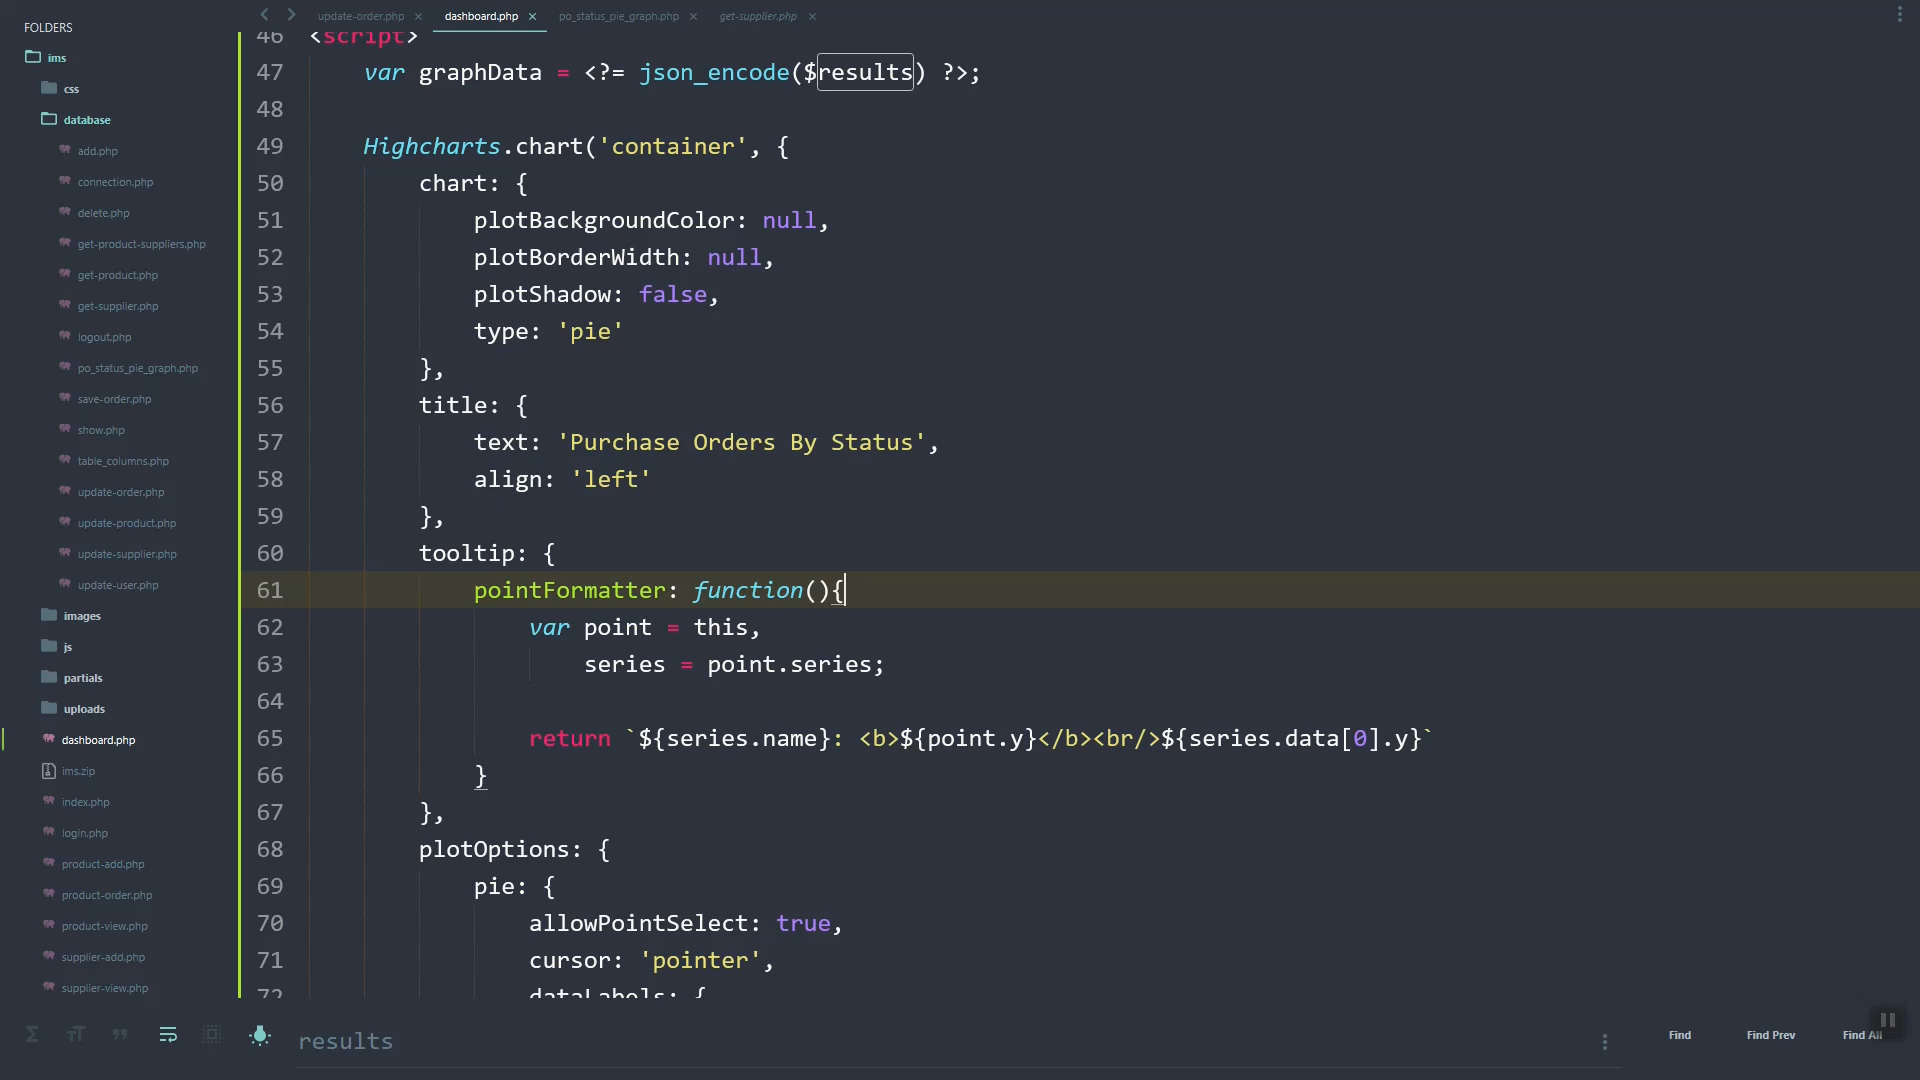 FOLDERS
ims
css
database
add.php
connection.php
delete.php
get-product-suppliers.php
get-product.php
get-supplier.php
logout.php
po_status_pie_graph.php
save-order.php
show.php
table_columns.php
update-order.php
update-product.php
update-supplier.php
update-user.php
images
js
partials
uploads
dashboard.php
ims.zip
index.php
login.php
product-add.php
product-order.php
product-view.php
supplier-add.php
supplier-view.php
update-order.php × dashboard.php × po_status_pie_graph.php × get-supplier.php ×
46 <script>
47 var graphData = <?= json_encode($results) ?>;
48
49 Highcharts.chart('container', {
50 chart: {
51 plotBackgroundColor: null,
52 plotBorderWidth: null,
53 plotShadow: false,
54 type: 'pie'
55 },
56 title: {
57 text: 'Purchase Orders By Status',
58 align: 'left'
59 },
60 tooltip: {
61 pointFormatter: function(){
62 var point = this,
63 series = point.series;
64
65 return `${series.name}: <b>${point.y}</b><br/>${series.data[0].y}`
66 }
67 },
68 plotOptions: {
69 pie: {
70 allowPointSelect: true,
71 cursor: 'pointer',
72 dataLabels: {
results
Find Find Prev Find All